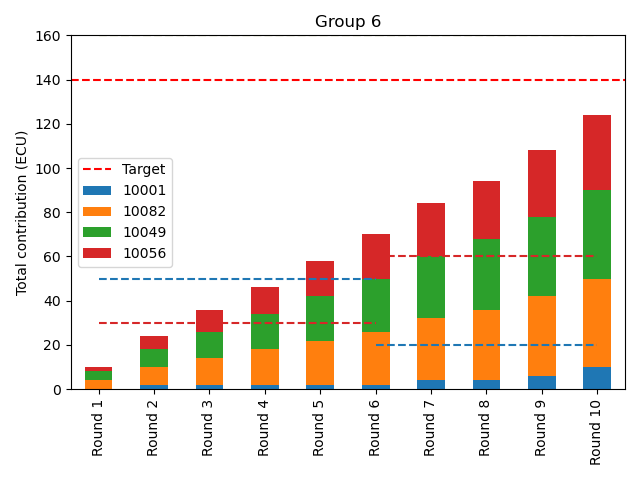 Group 6
Total contribution (ECU)
160
140
120
100
80
60
40
20
0
Target
10001
10082
10049
10056
Round 1
Round 2
Round 3
Round 4
Round 5
Round 6
Round 7
Round 8
Round 9
Round 10